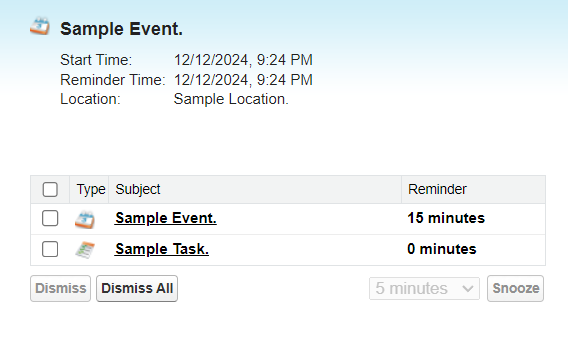 Sample Event.
Start Time: 12/12/2024, 9:24 PM
Reminder Time: 12/12/2024, 9:24 PM
Location: Sample Location.
Type Subject Reminder
Sample Event. 15 minutes
Sample Task. 0 minutes
Dismiss Dismiss All 5 minutes Snooze